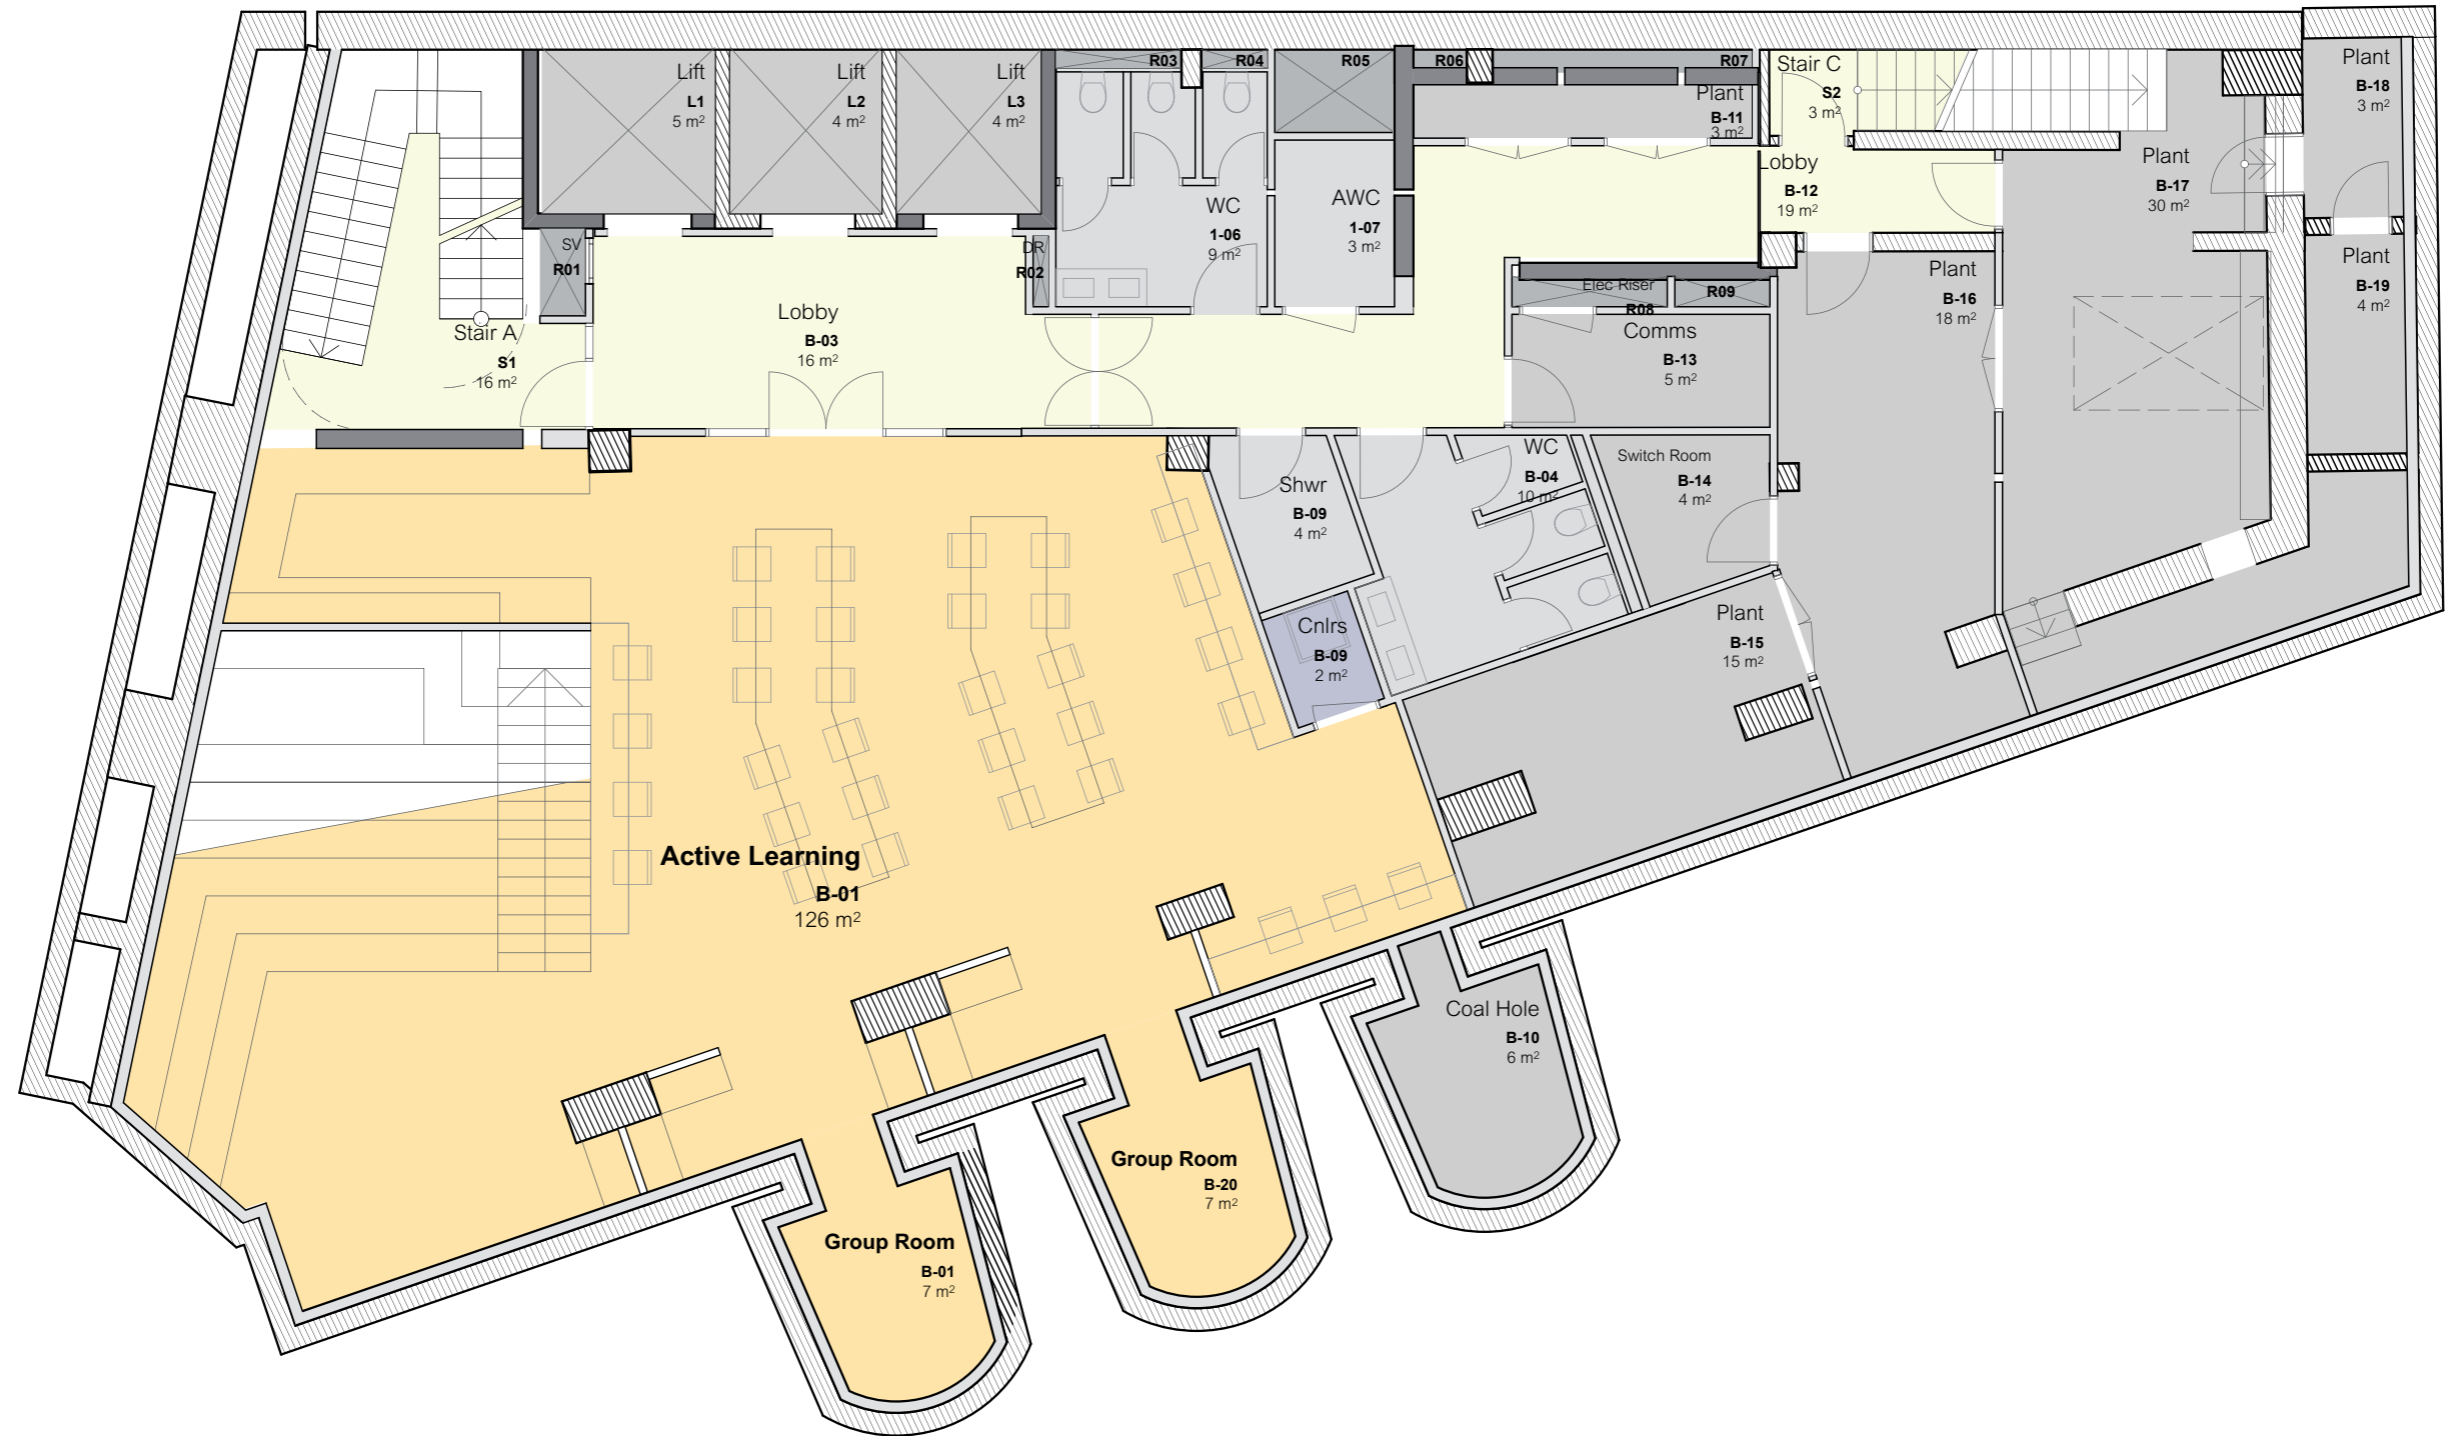 Lift
L1
5 m²
Lift
L2
4 m²
Lift
L3
4 m²
R03
R04
R05
R06
R07
Plant
B-11
3 m²
Stair C
S2
3 m²
Plant
B-18
3 m²
Lobby
B-12
19 m²
Plant
B-17
30 m²
WC
1-06
9 m²
AWC
1-07
3 m²
SV
R01
DR
R02
Plant
B-16
18 m²
Plant
B-19
4 m²
Elec Riser
R08
R09
Stair A
S1
16 m²
Lobby
B-03
16 m²
Comms
B-13
5 m²
Shwr
B-09
4 m²
WC
B-04
10 m²
Switch Room
B-14
4 m²
Cnlrs
B-09
2 m²
Plant
B-15
15 m²
Active Learning
B-01
126 m²
Coal Hole
B-10
6 m²
Group Room
B-20
7 m²
Group Room
B-01
7 m²